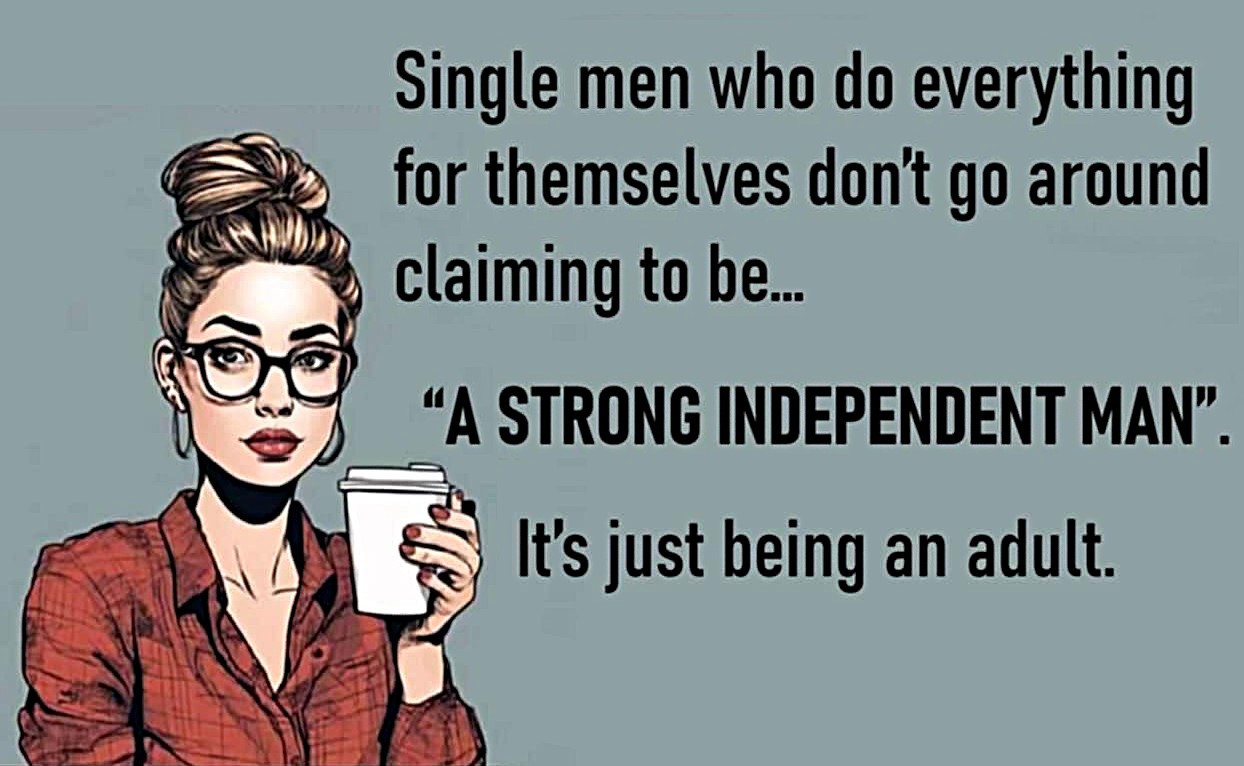 Single men who do everything
for themselves don't go around
claiming to be...
“A STRONG INDEPENDENT MAN”.
It's just being an adult.